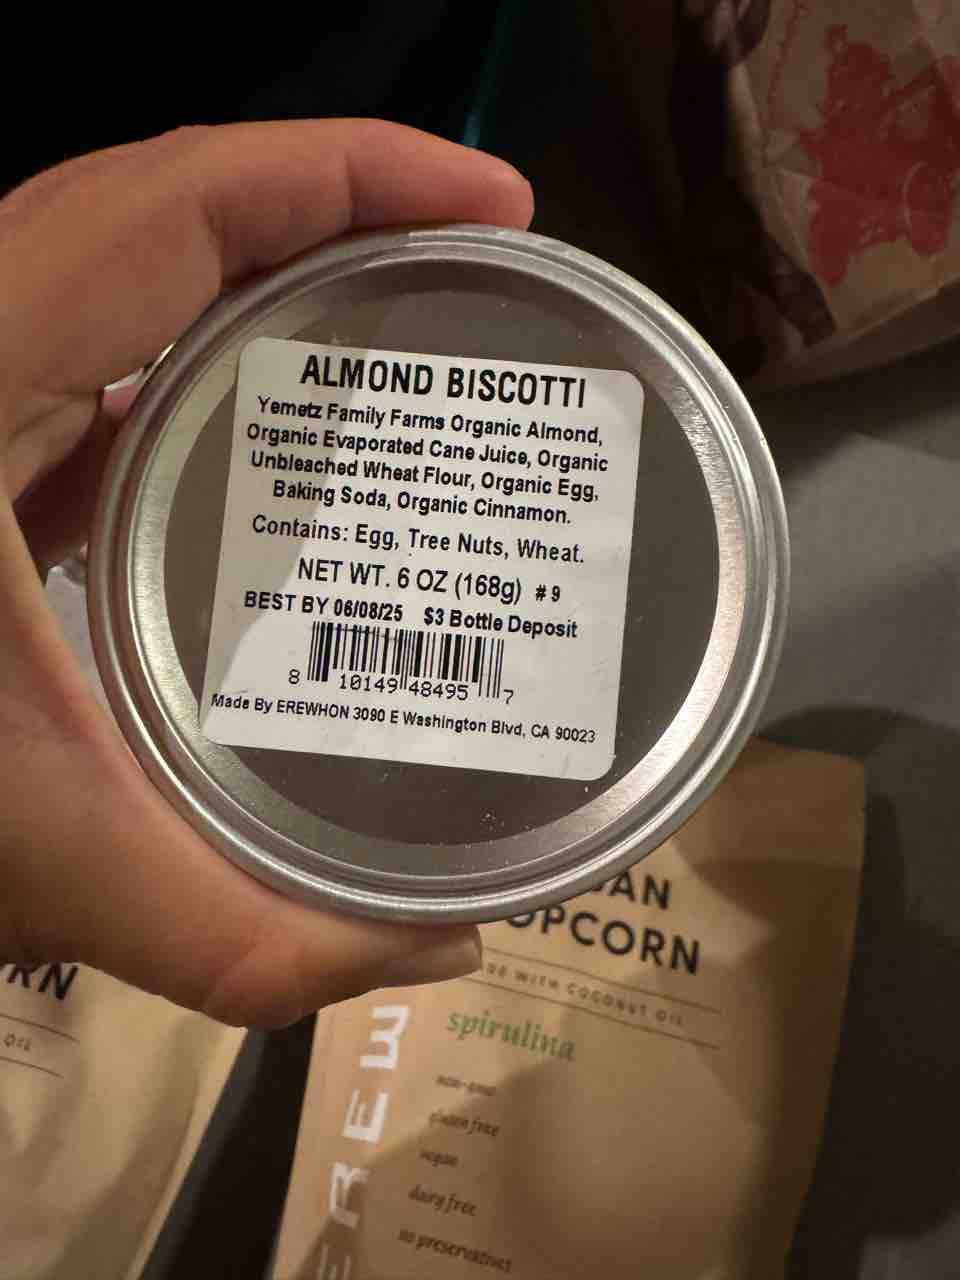 ALMOND BISCOTTI
Yemetz Family Farms Organic Almond,
Organic Evaporated Cane Juice, Organic
Unbleached Wheat Flour, Organic Egg,
Baking Soda, Organic Cinnamon.
Contains: Egg, Tree Nuts, Wheat.
NET WT. 6 OZ (168g) #9
BEST BY 06/08/25 $3 Bottle Deposit
8 10149 48495 7
Made By EREWHON 3090 E Washington Blvd, CA 90023
OPCORN
WITH COCONUT OIL
spirulina
non-gmo
gluten free
vegan
dairy free
no preservatives
EREW
RN
OIL